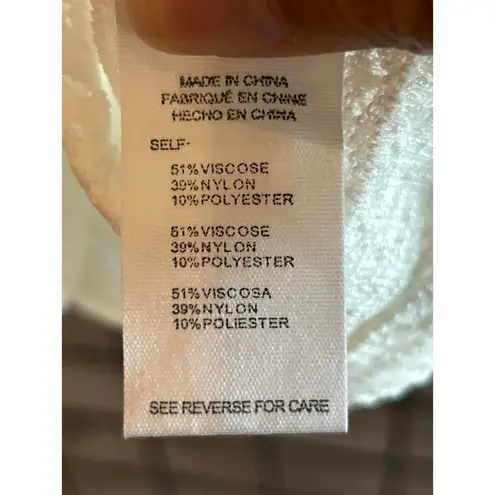 MADE IN CHINA
FABRIQUÉ EN CHINE
HECHO EN CHINA
SELF:
51% VISCOSE
39% NYLON
10% POLYESTER
51% VISCOSE
39% NYLON
10% POLYESTER
51% VISCOSA
39% NYLON
10% POLIESTER
SEE REVERSE FOR CARE